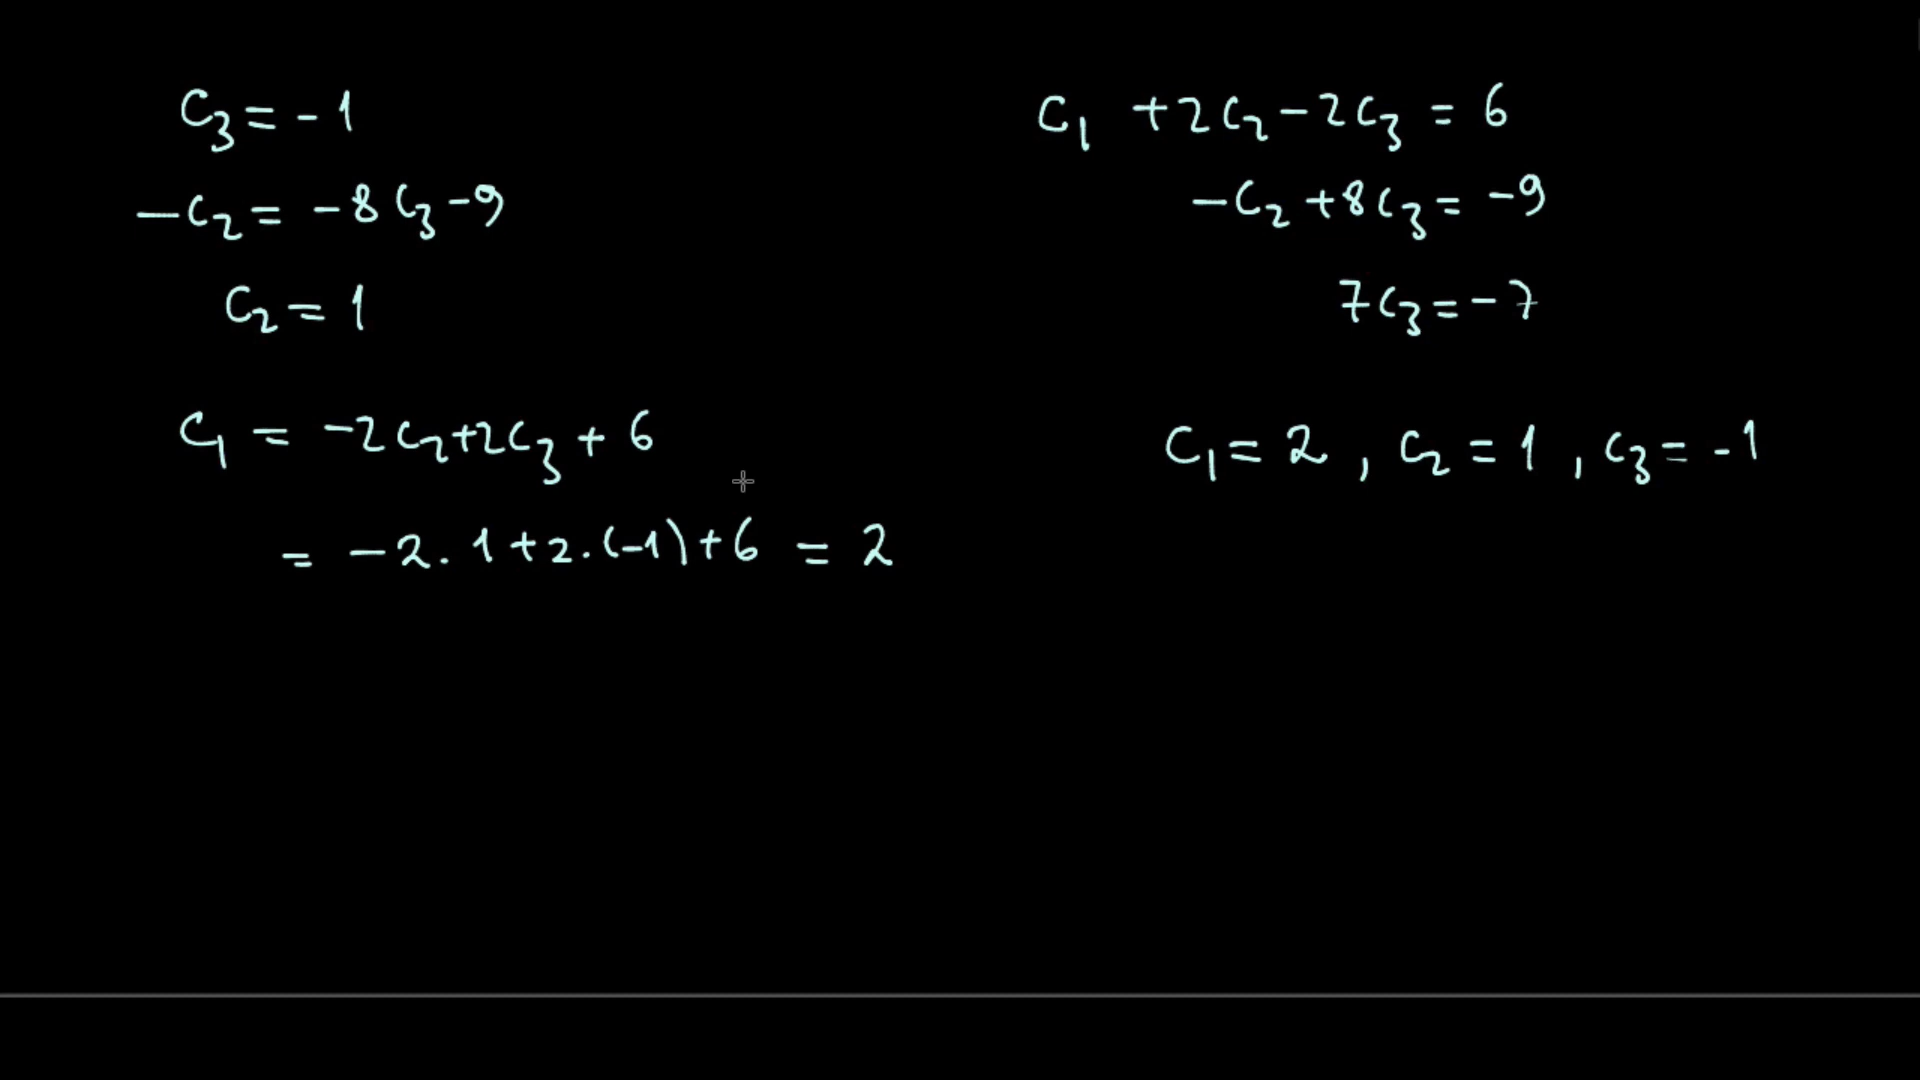 C₃ = -1
-C₂ = -8C₃ -9
C₂ = 1
C₁ = -2C₂+2C₃ + 6
= -2.1+2.(-1)+6 = 2
C₁ +2C₂-2C₃ = 6
-C₂+8C₃ = -9
7C₃ = -7
C₁ = 2 , C₂ = 1 , C₃ = -1